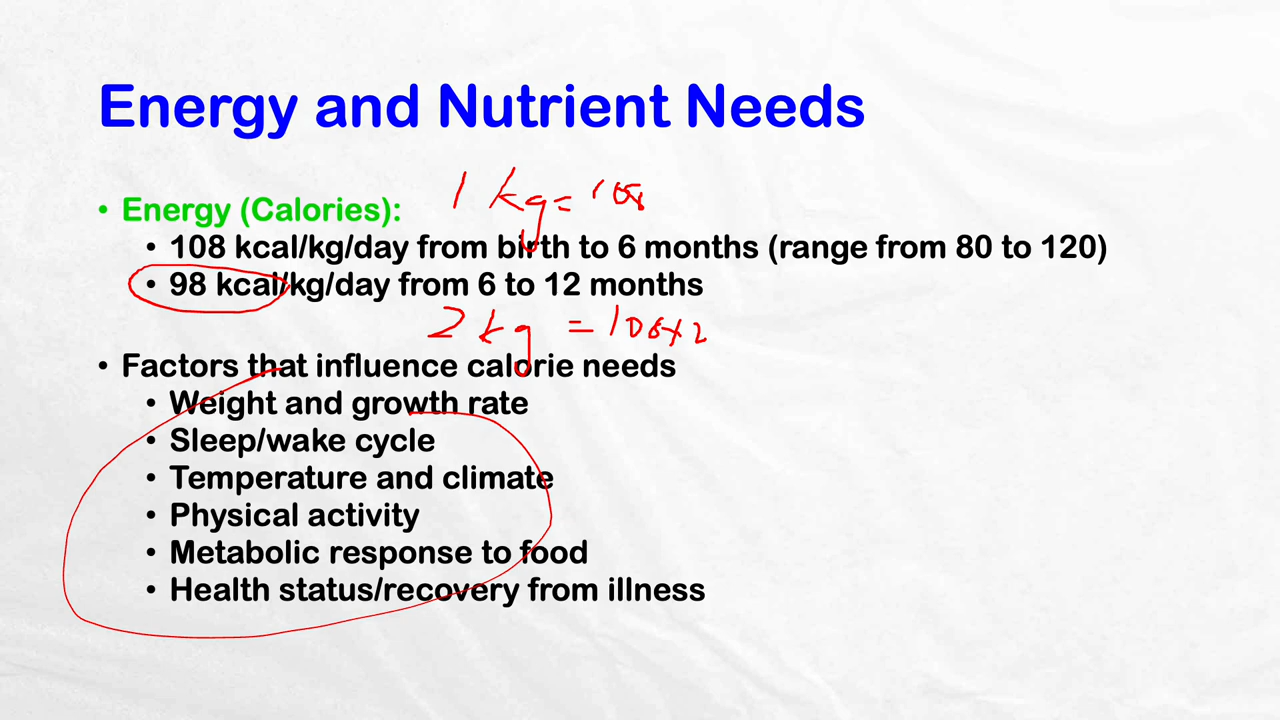 Energy and Nutrient Needs
1 kg = 108
• Energy (Calories):
• 108 kcal/kg/day from birth to 6 months (range from 80 to 120)
• 98 kcal/kg/day from 6 to 12 months
2 kg = 108x2
• Factors that influence calorie needs
• Weight and growth rate
• Sleep/wake cycle
• Temperature and climate
• Physical activity
• Metabolic response to food
• Health status/recovery from illness